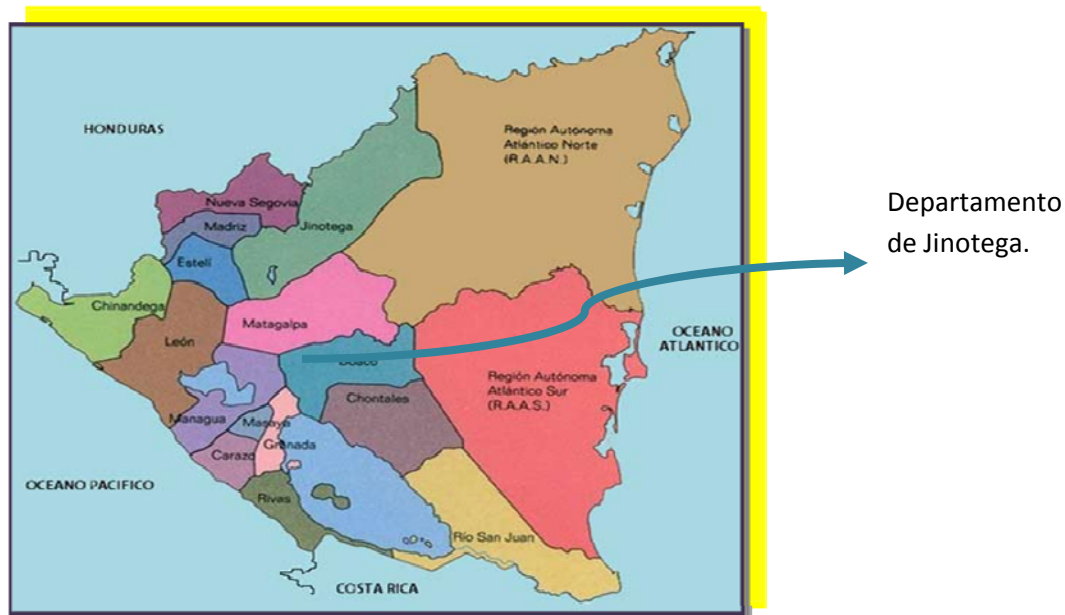 HONDURAS
Región Autónoma
Atlántico Norte
(R.A.A.N.)
Nueva Segovia
Madriz
Jinotega
Estelí
Chinandega
Matagalpa
León
Boaco
Región Autónoma
Atlántico Sur
(R.A.A.S.)
Chontales
Managua
Masaya
Granada
Carazo
Rivas
Río San Juan
OCEANO
ATLANTICO
OCEANO PACIFICO
COSTA RICA
Departamento
de Jinotega.